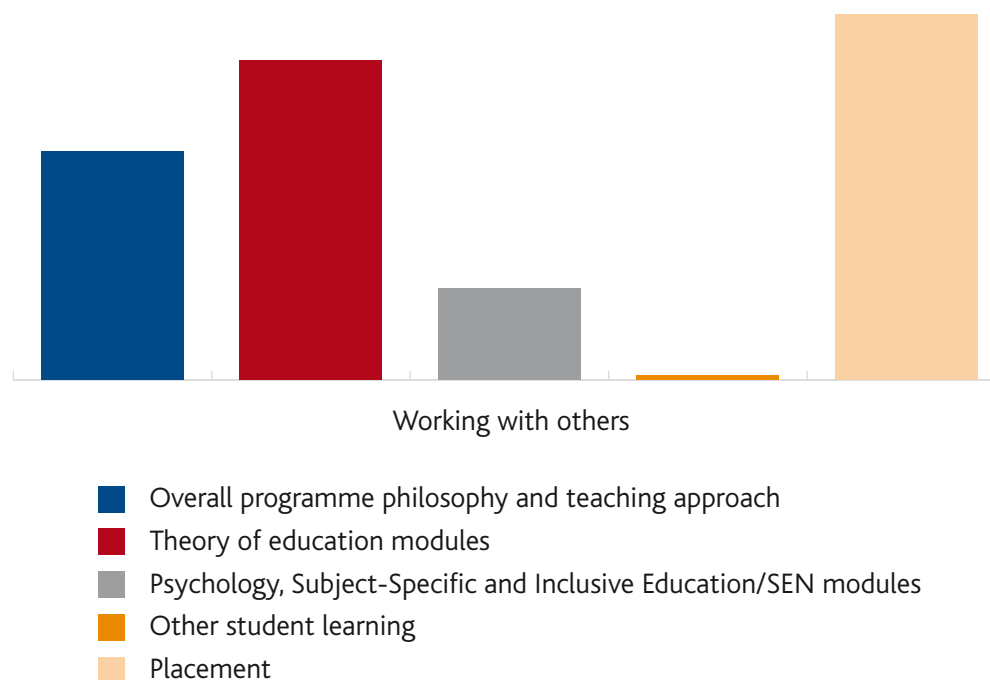 Working with others
Overall programme philosophy and teaching approach
Theory of education modules
Psychology, Subject-Specific and Inclusive Education/SEN modules
Other student learning
Placement